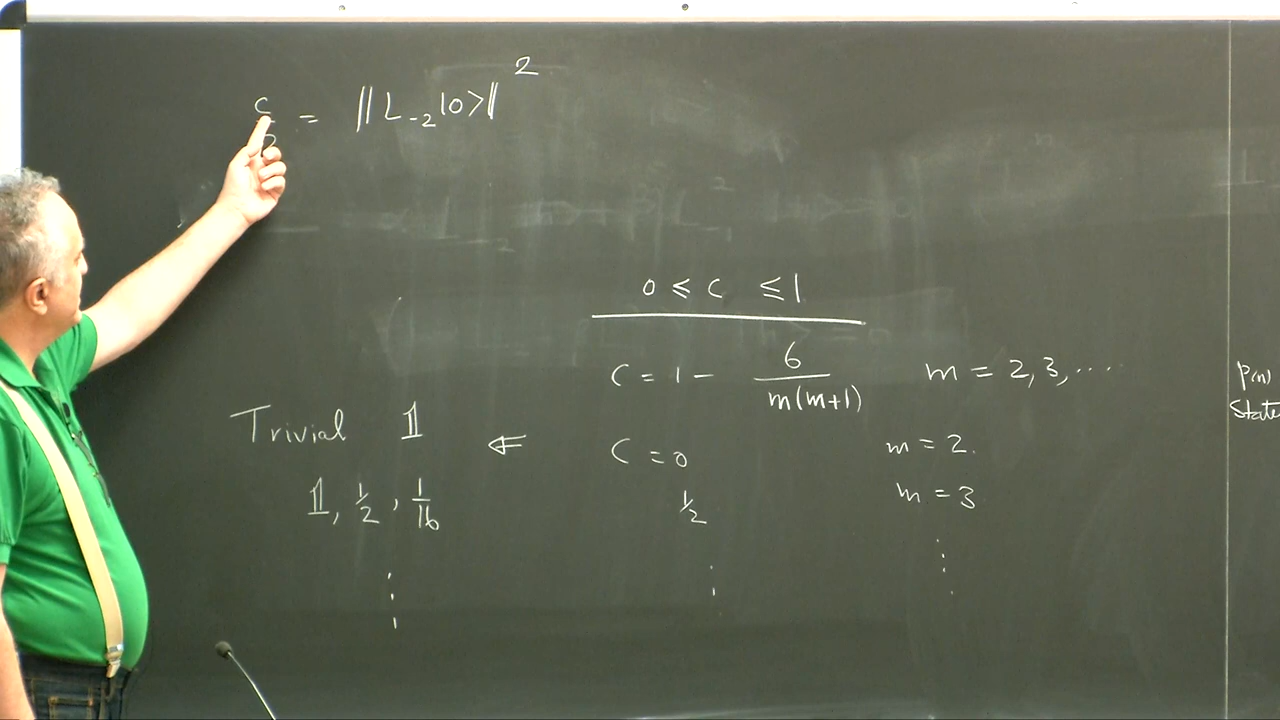 c/2 = ||L₋₂|0>||²
0 ≤ c ≤ 1
C = 1 - 6/m(m+1) m = 2,3,....
P(n)
State
Trivial 𝟙 ⇐ C = 0 m = 2.
𝟙, 1/2, 1/16 1/2 m = 3